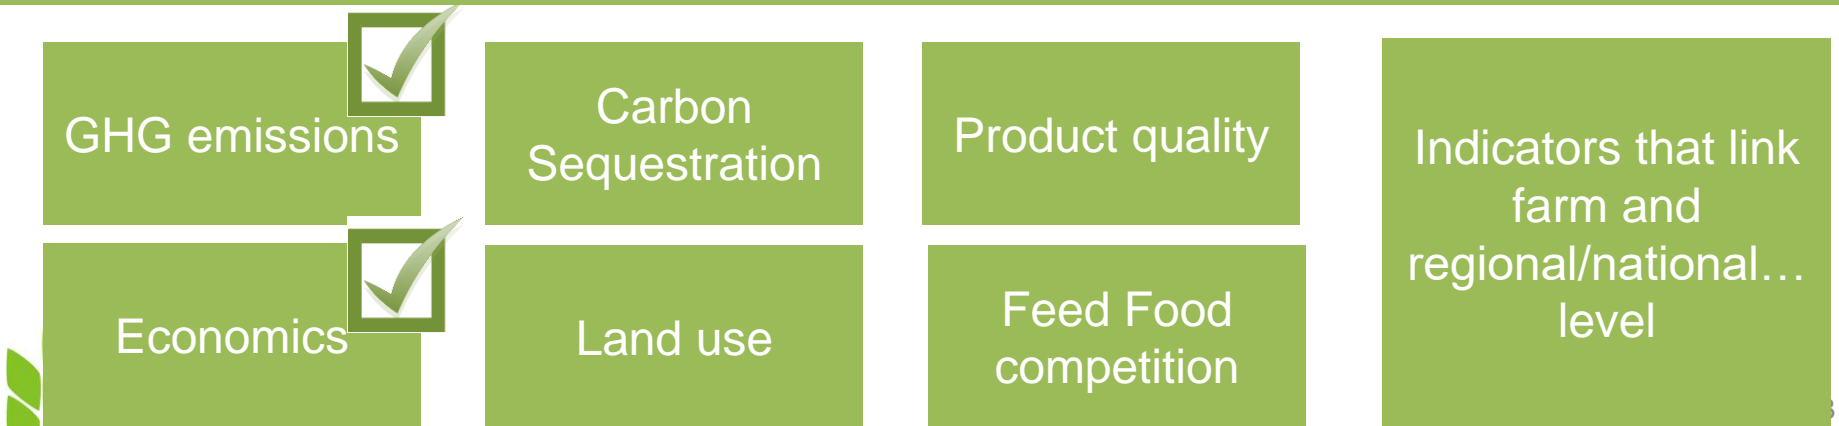 GHG emissions
Carbon
Sequestration
Product quality
Indicators that link
farm and
regional/national…
level
Economics
Land use
Feed Food
competition